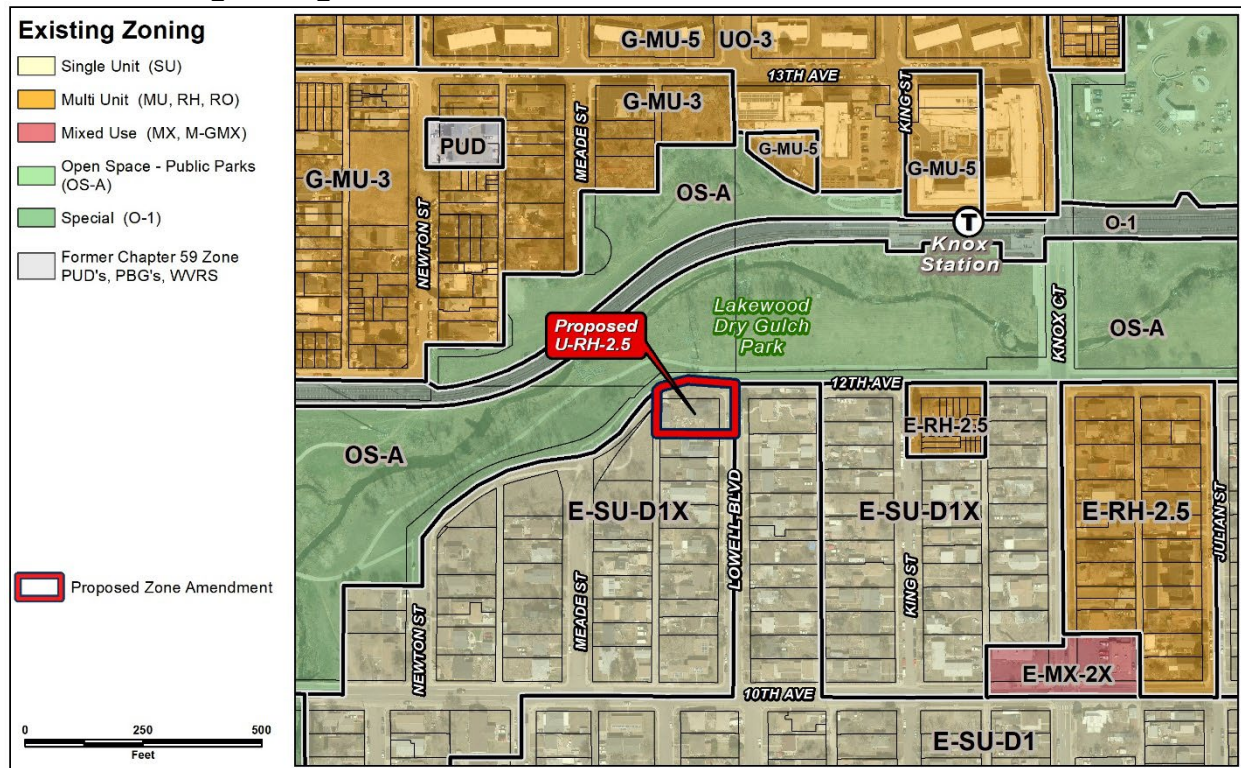 Existing Zoning
Single Unit (SU)
Multi Unit (MU, RH, RO)
Mixed Use (MX, M-GMX)
Open Space - Public Parks
(OS-A)
Special (O-1)
Former Chapter 59 Zone
PUD's, PBG's, WVRS
Proposed Zone Amendment
0 250 500
Feet
G-MU-5 UO-3
13TH AVE
G-MU-3
KING ST
MEADE ST
PUD
G-MU-5
G-MU-3
G-MU-5
OS-A
NEWTON ST
T
O-1
Knox
Station
Lakewood
Dry Gulch
Park
KNOX CT
OS-A
Proposed
U-RH-2.5
12TH AVE
E-RH-2.5
OS-A
E-SU-D1X
E-SU-D1X
E-RH-2.5
JULIAN ST
LOWELL BLVD
MEADE ST
KING ST
NEWTON ST
E-MX-2X
10TH AVE
E-SU-D1